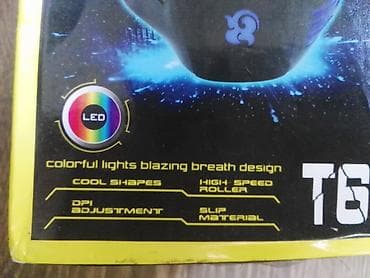 LED
colorful lights blazing breath design
COOL SHAPES
HIGH SPEED
ROLLER
DPI
ADJUSTMENT
SLIP
MATERIAL
T6